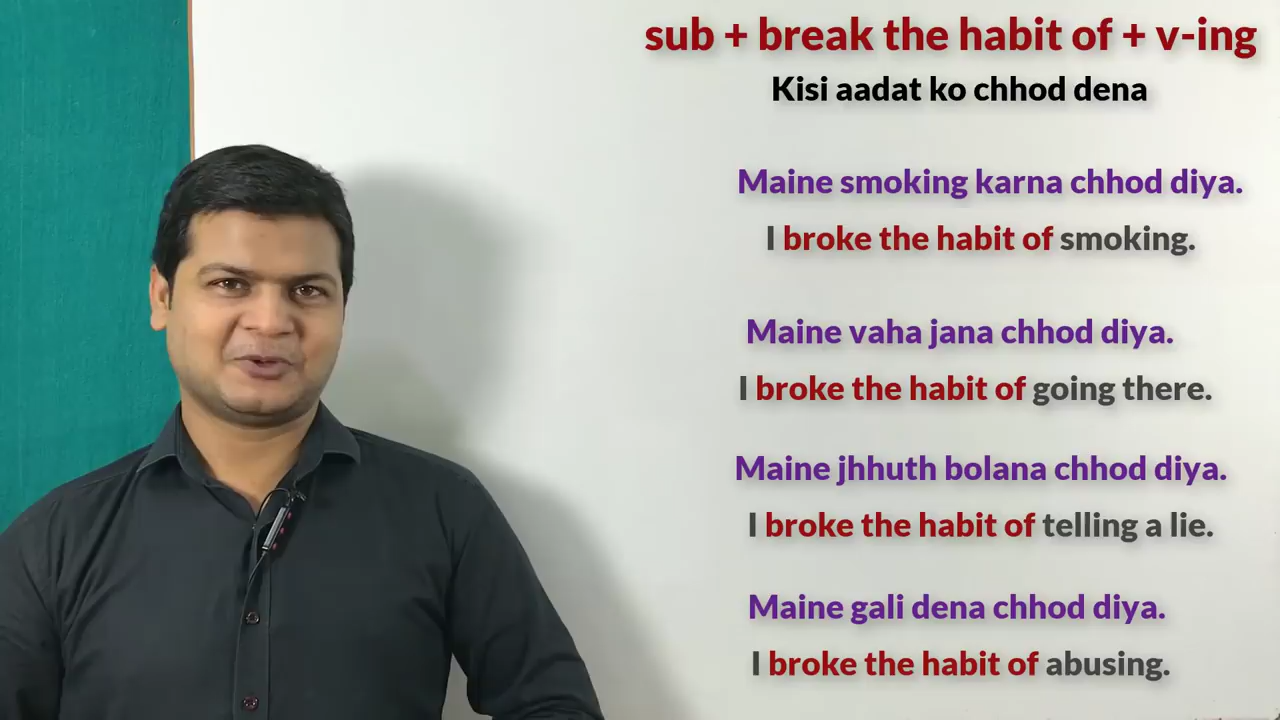 sub + break the habit of + v-ing
Kisi aadat ko chhod dena
Maine smoking karna chhod diya.
I broke the habit of smoking.
Maine vaha jana chhod diya.
I broke the habit of going there.
Maine jhhuth bolana chhod diya.
I broke the habit of telling a lie.
Maine gali dena chhod diya.
I broke the habit of abusing.